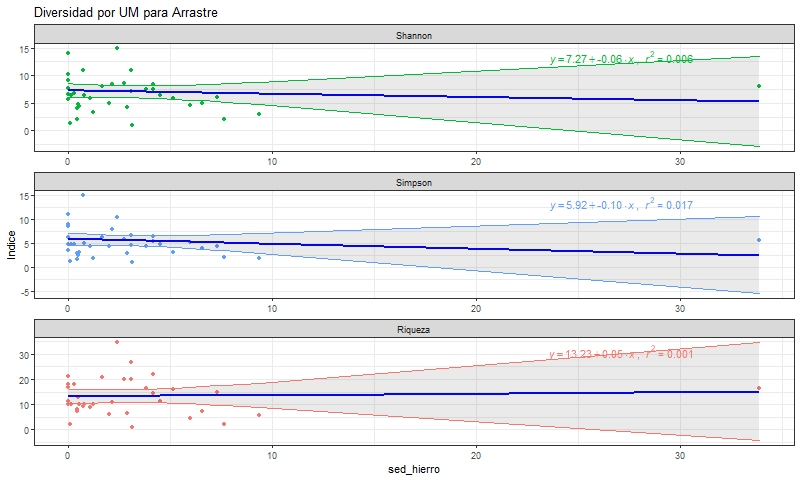 Diversidad por UM para Arrastre
Shannon
y = 7.27 + -0.06 · x ,  r² = 0.006
15
10
5
0
0
10
20
30
Simpson
y = 5.92 + -0.10 · x ,  r² = 0.017
15
10
5
0
-5
Indice
0
10
20
30
Riqueza
y = 13.23 + 0.05 · x ,  r² = 0.001
30
20
10
0
0
10
20
30
sed_hierro